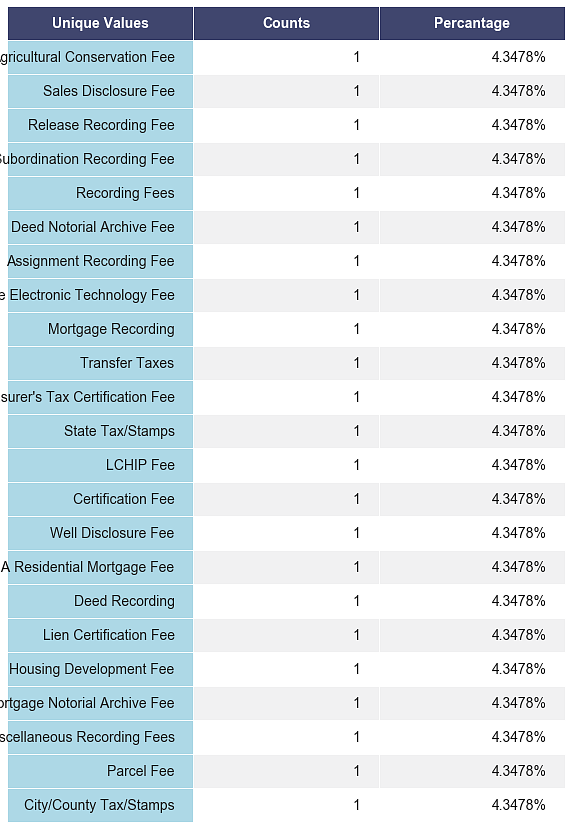 Unique Values Counts Percantage
gricultural Conservation Fee 1 4.3478%
Sales Disclosure Fee 1 4.3478%
Release Recording Fee 1 4.3478%
Subordination Recording Fee 1 4.3478%
Recording Fees 1 4.3478%
Deed Notorial Archive Fee 1 4.3478%
Assignment Recording Fee 1 4.3478%
e Electronic Technology Fee 1 4.3478%
Mortgage Recording 1 4.3478%
Transfer Taxes 1 4.3478%
surer's Tax Certification Fee 1 4.3478%
State Tax/Stamps 1 4.3478%
LCHIP Fee 1 4.3478%
Certification Fee 1 4.3478%
Well Disclosure Fee 1 4.3478%
A Residential Mortgage Fee 1 4.3478%
Deed Recording 1 4.3478%
Lien Certification Fee 1 4.3478%
Housing Development Fee 1 4.3478%
ortgage Notorial Archive Fee 1 4.3478%
scellaneous Recording Fees 1 4.3478%
Parcel Fee 1 4.3478%
City/County Tax/Stamps 1 4.3478%